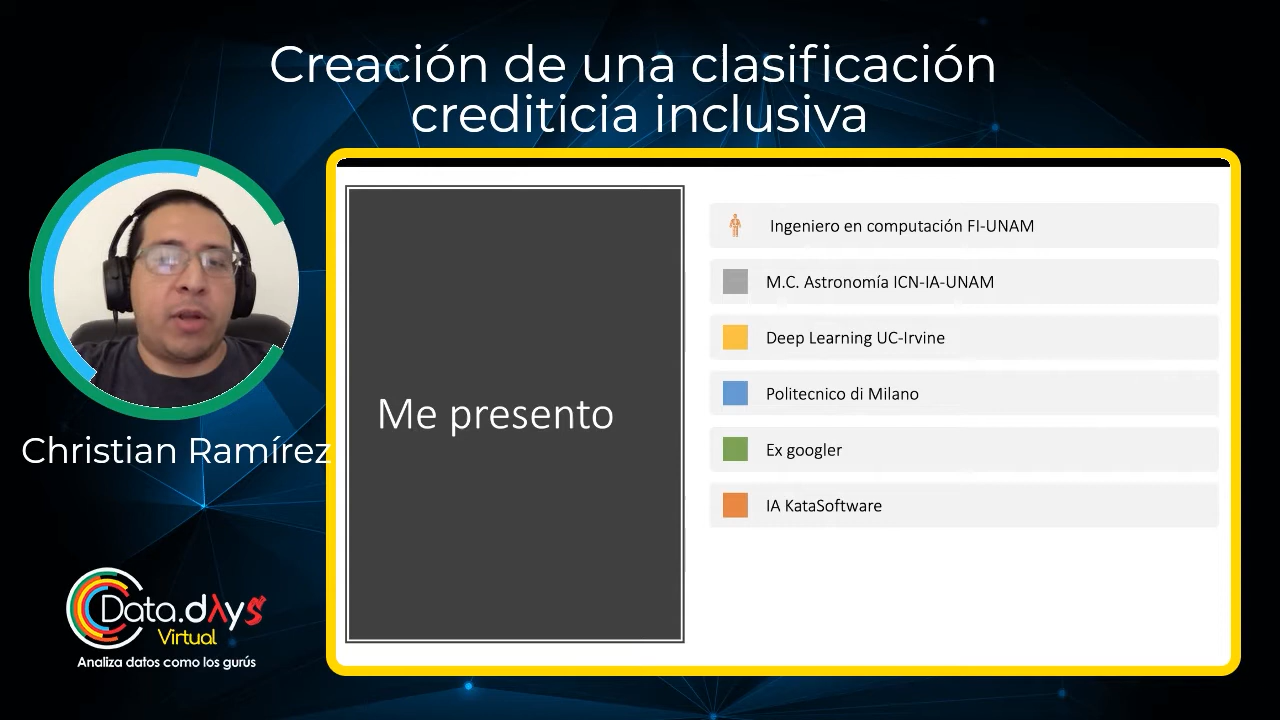 Creación de una clasificación
crediticia inclusiva
Christian Ramírez
Me presento
Ingeniero en computación FI-UNAM
M.C. Astronomía ICN-IA-UNAM
Deep Learning UC-Irvine
Politecnico di Milano
Ex googler
IA KataSoftware
Data.dλys
Virtual
Analiza datos como los gurús